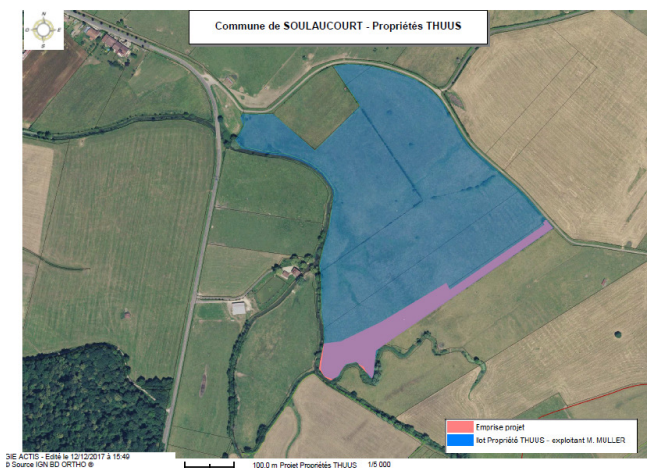 Commune de SOULAUCOURT - Propriétés THUUS
N
O
E
S
Emprise projet
Ilot Propriété THUUS - exploitant M. MULLER
GIE ACTIS - Edité le 12/12/2017 à 15:49
© Source IGN BD ORTHO ®
100.0 m Projet Propriétés THUUS 1/5 000